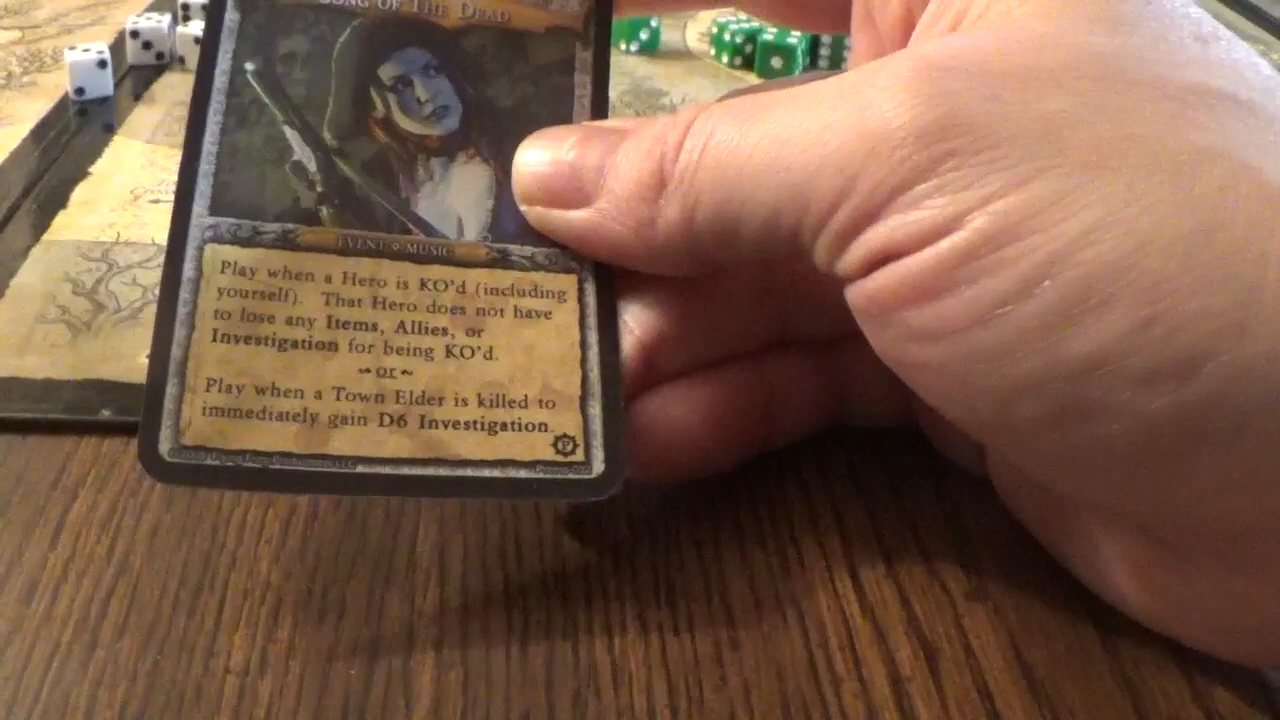 Song of The Dead
Event Music
Play when a Hero is KO'd (including
yourself). That Hero does not have
to lose any Items, Allies, or
Investigation for being KO'd.
or
Play when a Town Elder is killed to
immediately gain D6 Investigation.
P